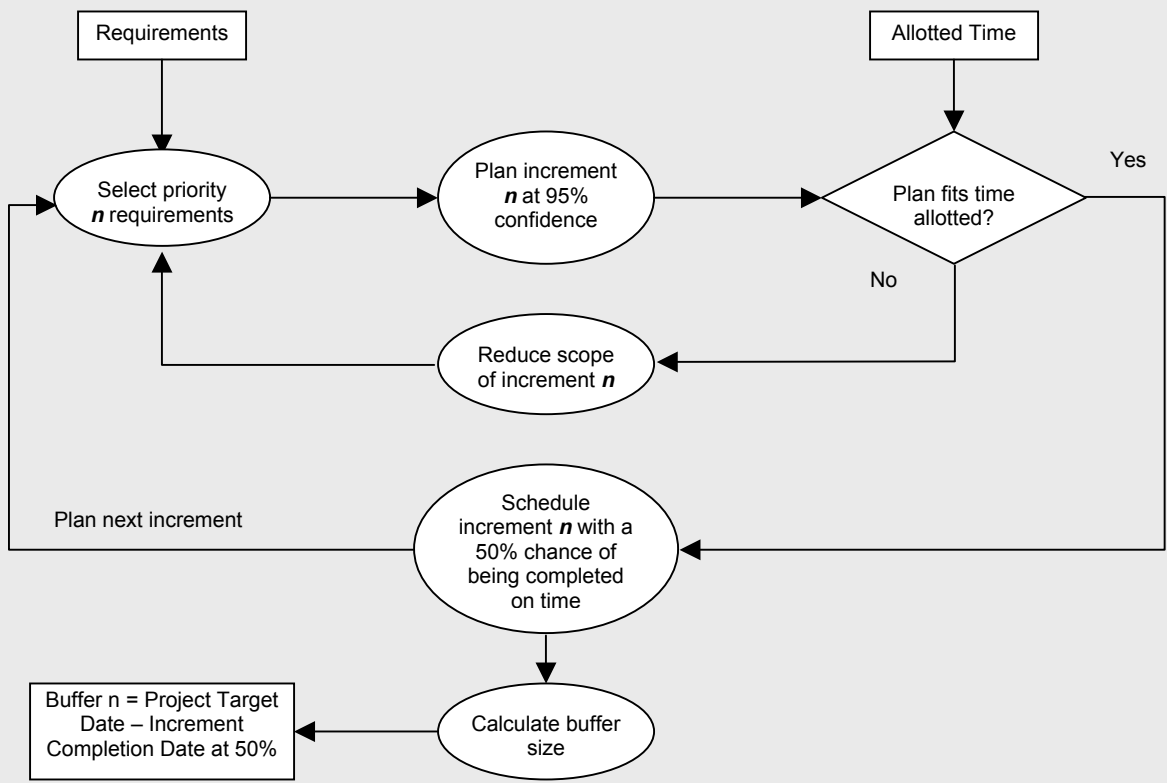 Requirements
Allotted Time
Select priority
n requirements
Plan increment
n at 95%
confidence
Plan fits time
allotted?
Yes
No
Reduce scope
of increment n
Schedule
increment n with a
50% chance of
being completed
on time
Plan next increment
Calculate buffer
size
Buffer n = Project Target
Date – Increment
Completion Date at 50%